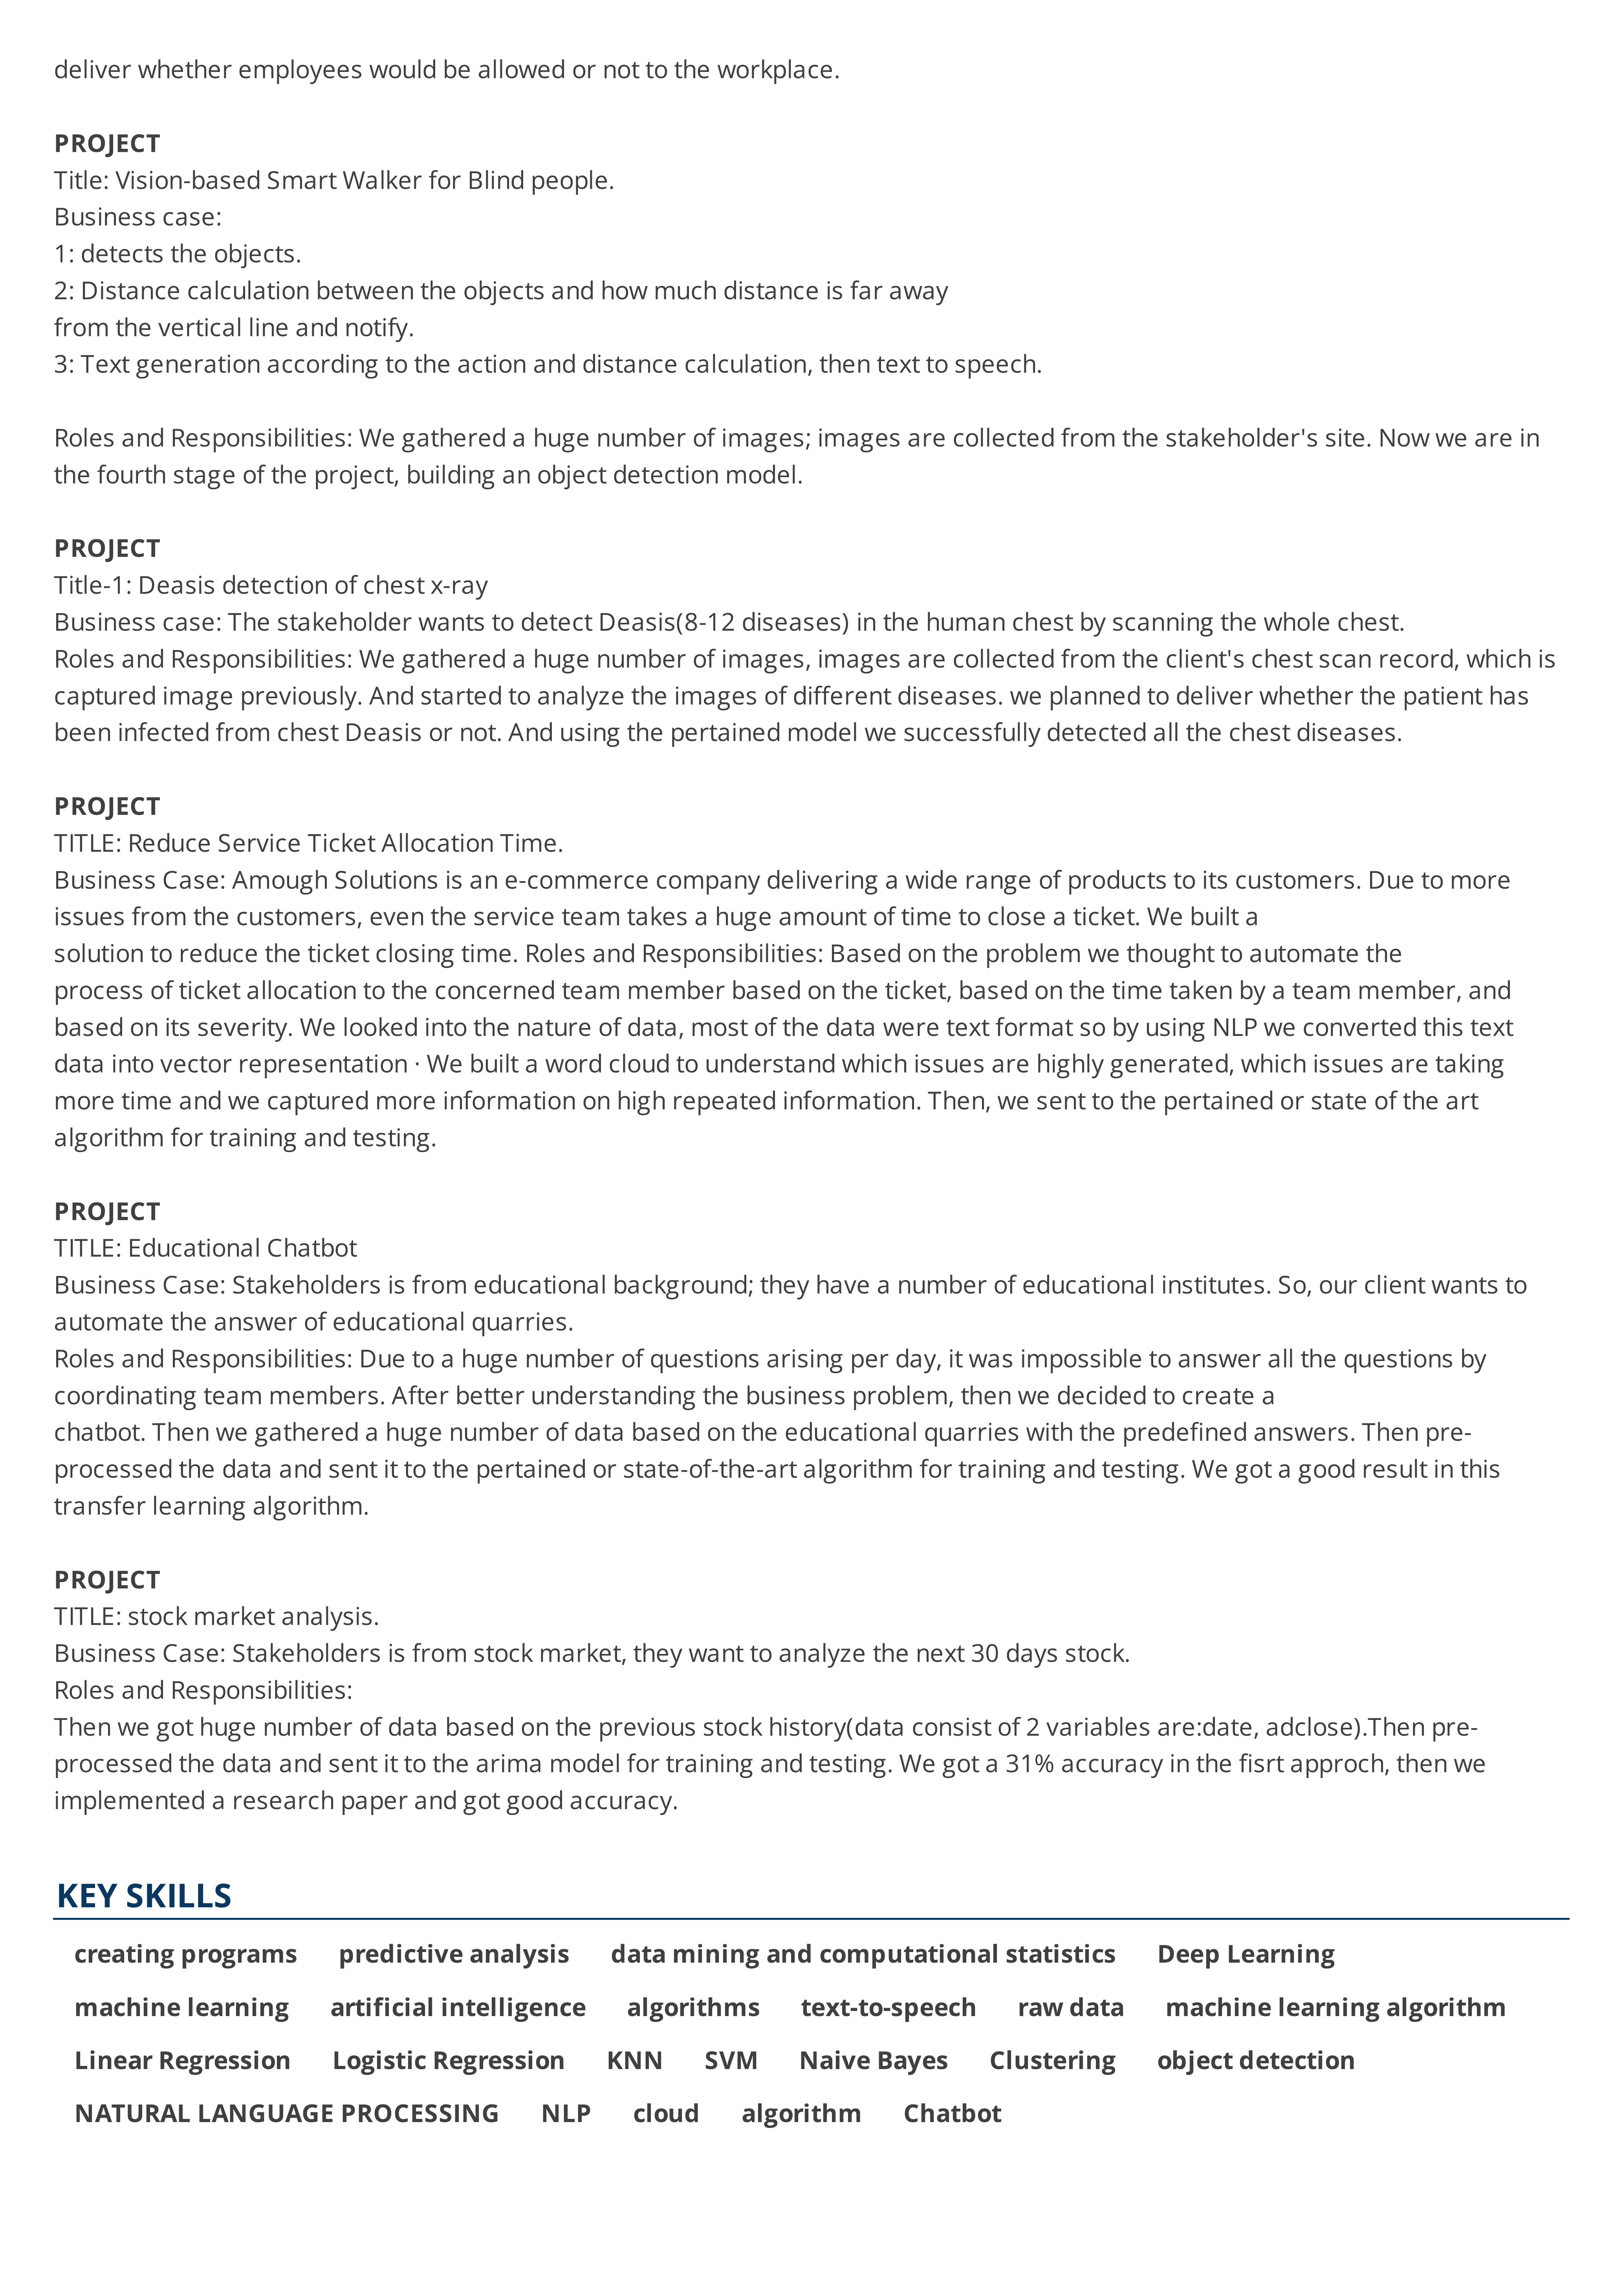 deliver whether employees would be allowed or not to the workplace.
PROJECT
Title: Vision-based Smart Walker for Blind people.
Business case:
1: detects the objects.
2: Distance calculation between the objects and how much distance is far away
from the vertical line and notify.
3: Text generation according to the action and distance calculation, then text to speech.
Roles and Responsibilities: We gathered a huge number of images; images are collected from the stakeholder's site. Now we are in
the fourth stage of the project, building an object detection model.
PROJECT
Title-1: Deasis detection of chest x-ray
Business case: The stakeholder wants to detect Deasis(8-12 diseases) in the human chest by scanning the whole chest.
Roles and Responsibilities: We gathered a huge number of images, images are collected from the client's chest scan record, which is
captured image previously. And started to analyze the images of different diseases. we planned to deliver whether the patient has
been infected from chest Deasis or not. And using the pertained model we successfully detected all the chest diseases.
PROJECT
TITLE: Reduce Service Ticket Allocation Time.
Business Case: Amough Solutions is an e-commerce company delivering a wide range of products to its customers. Due to more
issues from the customers, even the service team takes a huge amount of time to close a ticket. We built a
solution to reduce the ticket closing time. Roles and Responsibilities: Based on the problem we thought to automate the
process of ticket allocation to the concerned team member based on the ticket, based on the time taken by a team member, and
based on its severity. We looked into the nature of data, most of the data were text format so by using NLP we converted this text
data into vector representation · We built a word cloud to understand which issues are highly generated, which issues are taking
more time and we captured more information on high repeated information. Then, we sent to the pertained or state of the art
algorithm for training and testing.
PROJECT
TITLE: Educational Chatbot
Business Case: Stakeholders is from educational background; they have a number of educational institutes. So, our client wants to
automate the answer of educational quarries.
Roles and Responsibilities: Due to a huge number of questions arising per day, it was impossible to answer all the questions by
coordinating team members. After better understanding the business problem, then we decided to create a
chatbot. Then we gathered a huge number of data based on the educational quarries with the predefined answers. Then pre-
processed the data and sent it to the pertained or state-of-the-art algorithm for training and testing. We got a good result in this
transfer learning algorithm.
PROJECT
TITLE: stock market analysis.
Business Case: Stakeholders is from stock market, they want to analyze the next 30 days stock.
Roles and Responsibilities:
Then we got huge number of data based on the previous stock history(data consist of 2 variables are:date, adclose).Then pre-
processed the data and sent it to the arima model for training and testing. We got a 31% accuracy in the fisrt approch, then we
implemented a research paper and got good accuracy.
KEY SKILLS
creating programs predictive analysis data mining and computational statistics Deep Learning
machine learning artificial intelligence algorithms text-to-speech raw data machine learning algorithm
Linear Regression Logistic Regression KNN SVM Naive Bayes Clustering object detection
NATURAL LANGUAGE PROCESSING NLP cloud algorithm Chatbot